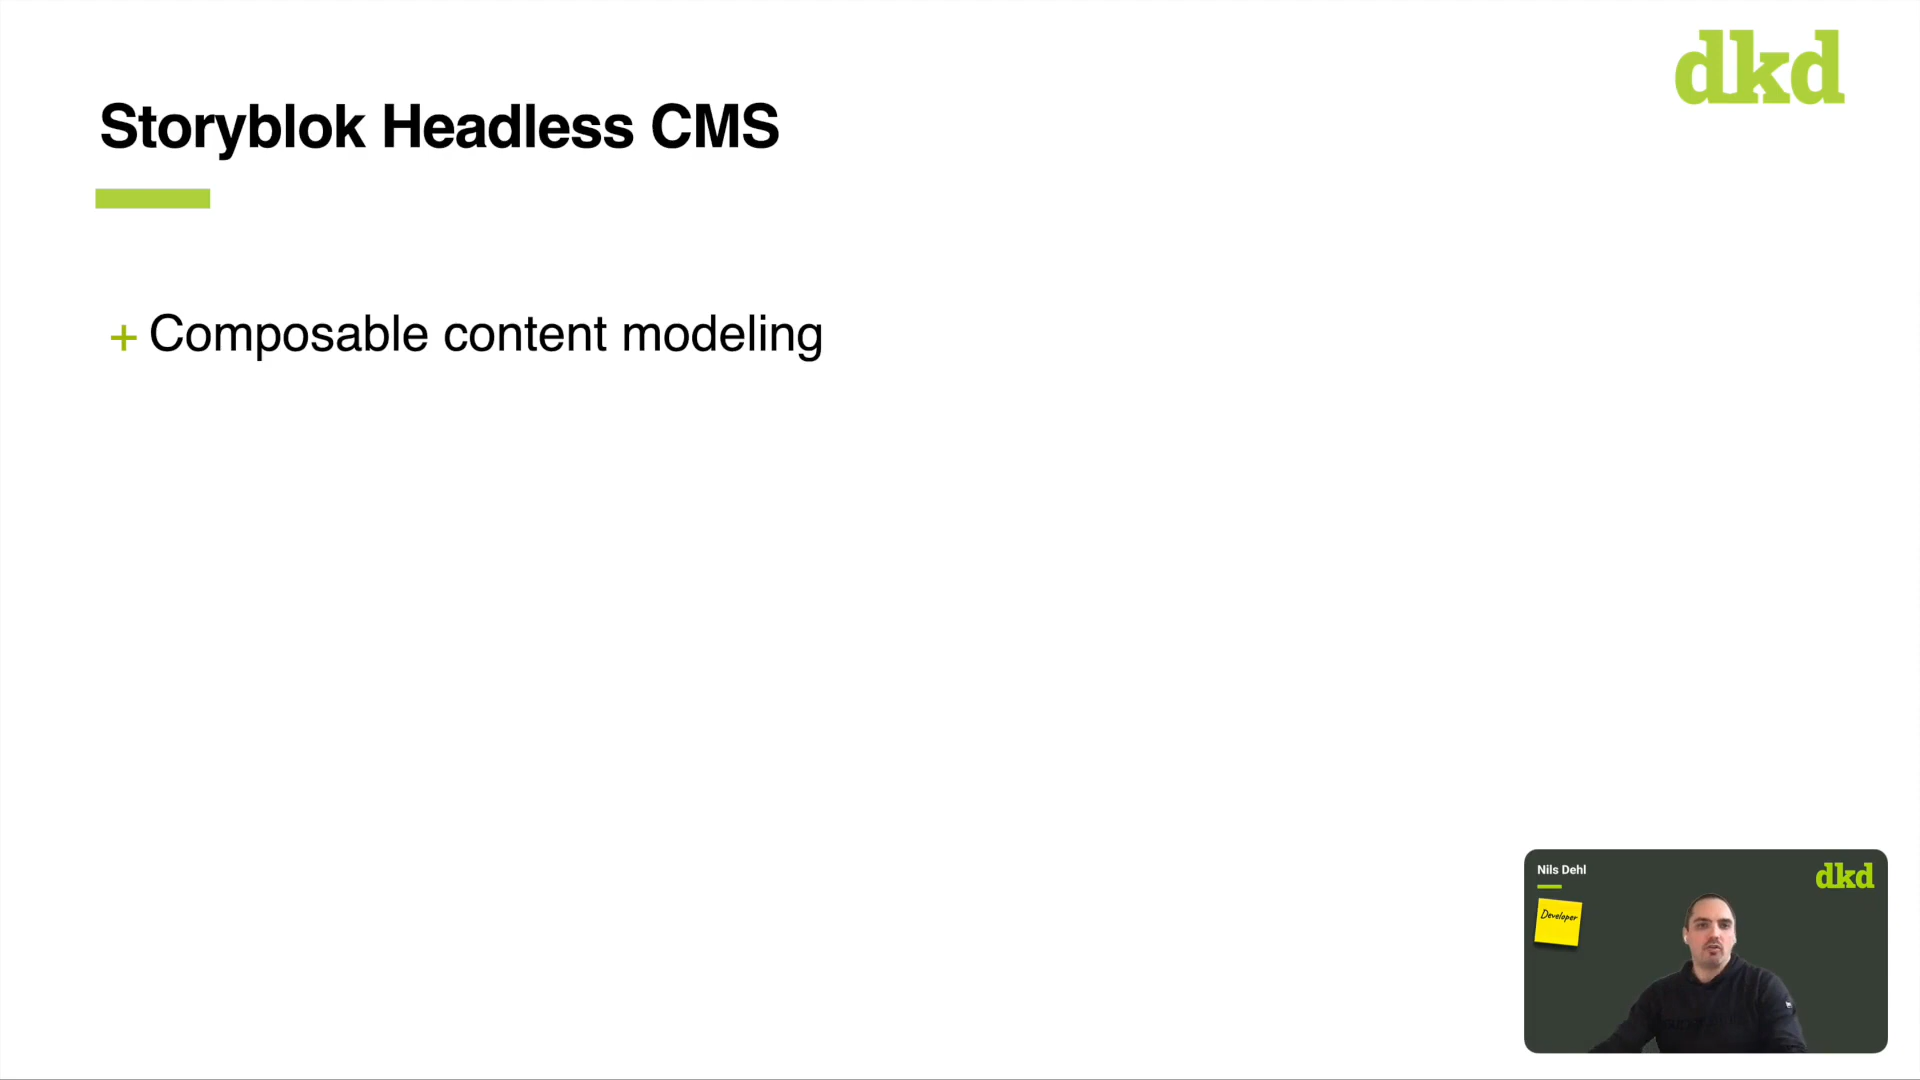 dkd
Storyblok Headless CMS
+ Composable content modeling
Nils Dehl
dkd
Developer